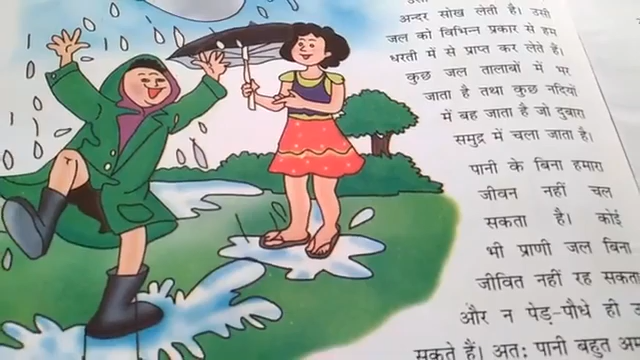 अन्दर सोख लेती है। उसी
जल को विभिन्न प्रकार से हम
धरती में से प्राप्त कर लेते हैं।
कुछ जल तालाबों में भर
जाता है तथा कुछ नदियों
में बह जाता है जो दुबारा
समुद्र में चला जाता है।
पानी के बिना हमारा
जीवन नहीं चल
सकता है। कोई
भी प्राणी जल बिना
जीवित नहीं रह सकता
और न पेड़-पौधे ही
सकते हैं। अतः पानी बहुत